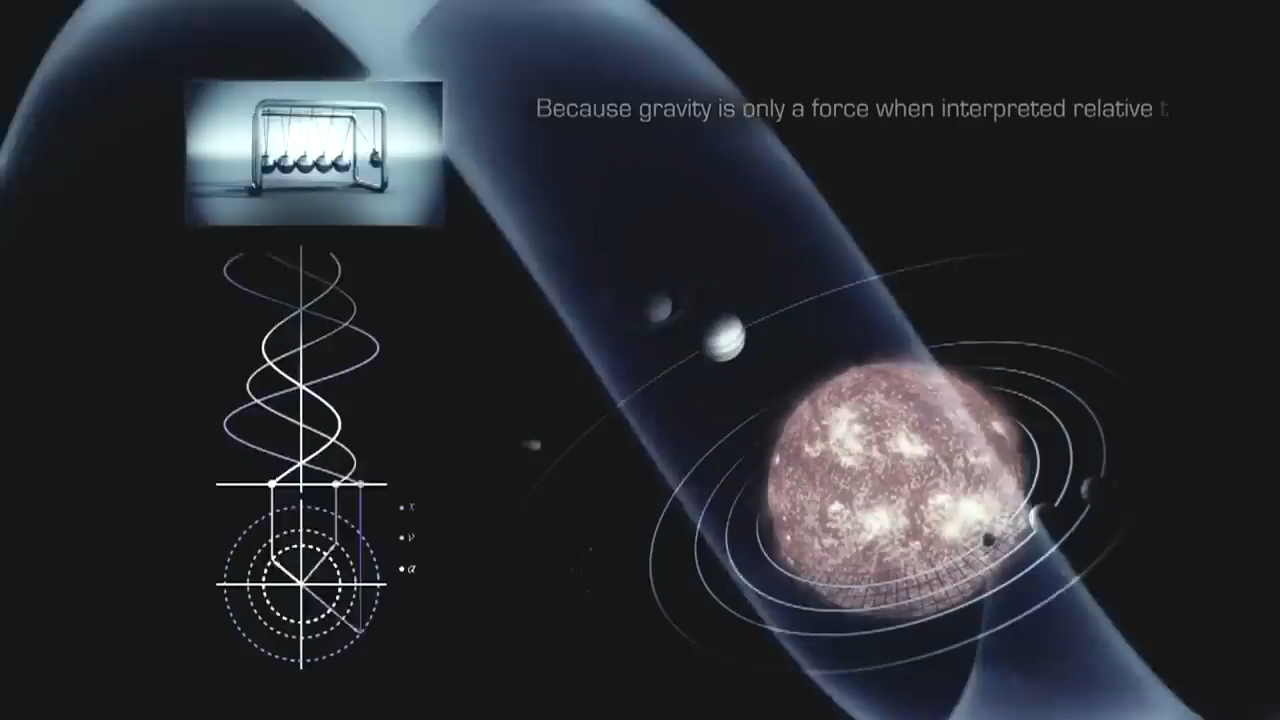 Because gravity is only a force when interpreted relative t
• x
• v
• a